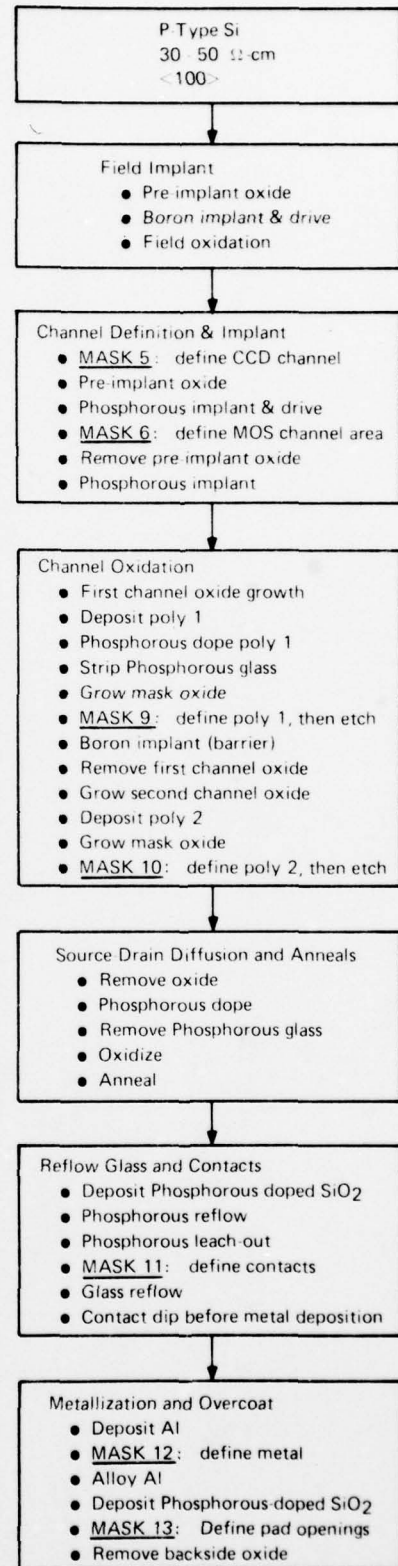 P Type Si
30 - 50 Ω-cm
<100>
Field Implant
• Pre implant oxide
• Boron implant & drive
• Field oxidation
Channel Definition & Implant
• MASK 5: define CCD channel
• Pre-implant oxide
• Phosphorous implant & drive
• MASK 6: define MOS channel area
• Remove pre implant oxide
• Phosphorous implant
Channel Oxidation
• First channel oxide growth
• Deposit poly 1
• Phosphorous dope poly 1
• Strip Phosphorous glass
• Grow mask oxide
• MASK 9: define poly 1, then etch
• Boron implant (barrier)
• Remove first channel oxide
• Grow second channel oxide
• Deposit poly 2
• Grow mask oxide
• MASK 10: define poly 2, then etch
Source Drain Diffusion and Anneals
• Remove oxide
• Phosphorous dope
• Remove Phosphorous glass
• Oxidize
• Anneal
Reflow Glass and Contacts
• Deposit Phosphorous doped SiO2
• Phosphorous reflow
• Phosphorous leach-out
• MASK 11: define contacts
• Glass reflow
• Contact dip before metal deposition
Metallization and Overcoat
• Deposit Al
• MASK 12: define metal
• Alloy Al
• Deposit Phosphorous-doped SiO2
• MASK 13: Define pad openings
• Remove backside oxide